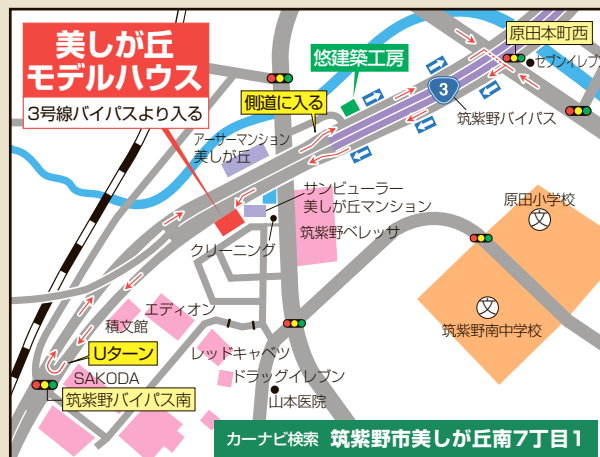 美しが丘
モデルハウス
3号線バイパスより入る
悠建築工房
側道に入る
原田本町西
セブンイレブン
3
筑紫野バイパス
アーサーマンション
美しが丘
サンビューラー
美しが丘マンション
クリーニング
筑紫野ベレッサ
原田小学校
文
文
筑紫野南中学校
エディオン
積文館
Uターン
レッドキャベツ
SAKODA
ドラッグイレブン
筑紫野バイパス南
山本医院
カーナビ検索 筑紫野市美しが丘南7丁目1